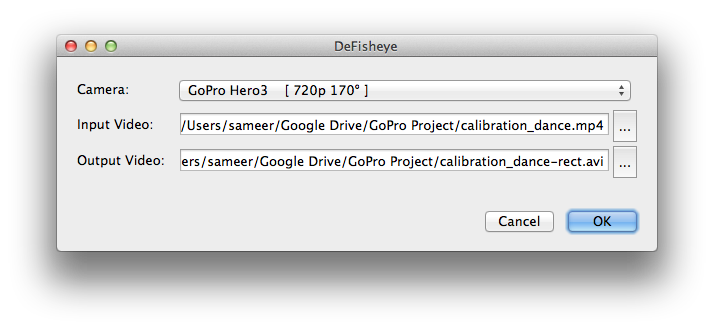 DeFisheye
Camera: GoPro Hero3 [ 720p 170° ]
Input Video: /Users/sameer/Google Drive/GoPro Project/calibration_dance.mp4 ...
Output Video: ers/sameer/Google Drive/GoPro Project/calibration_dance-rect.avi ...
Cancel OK